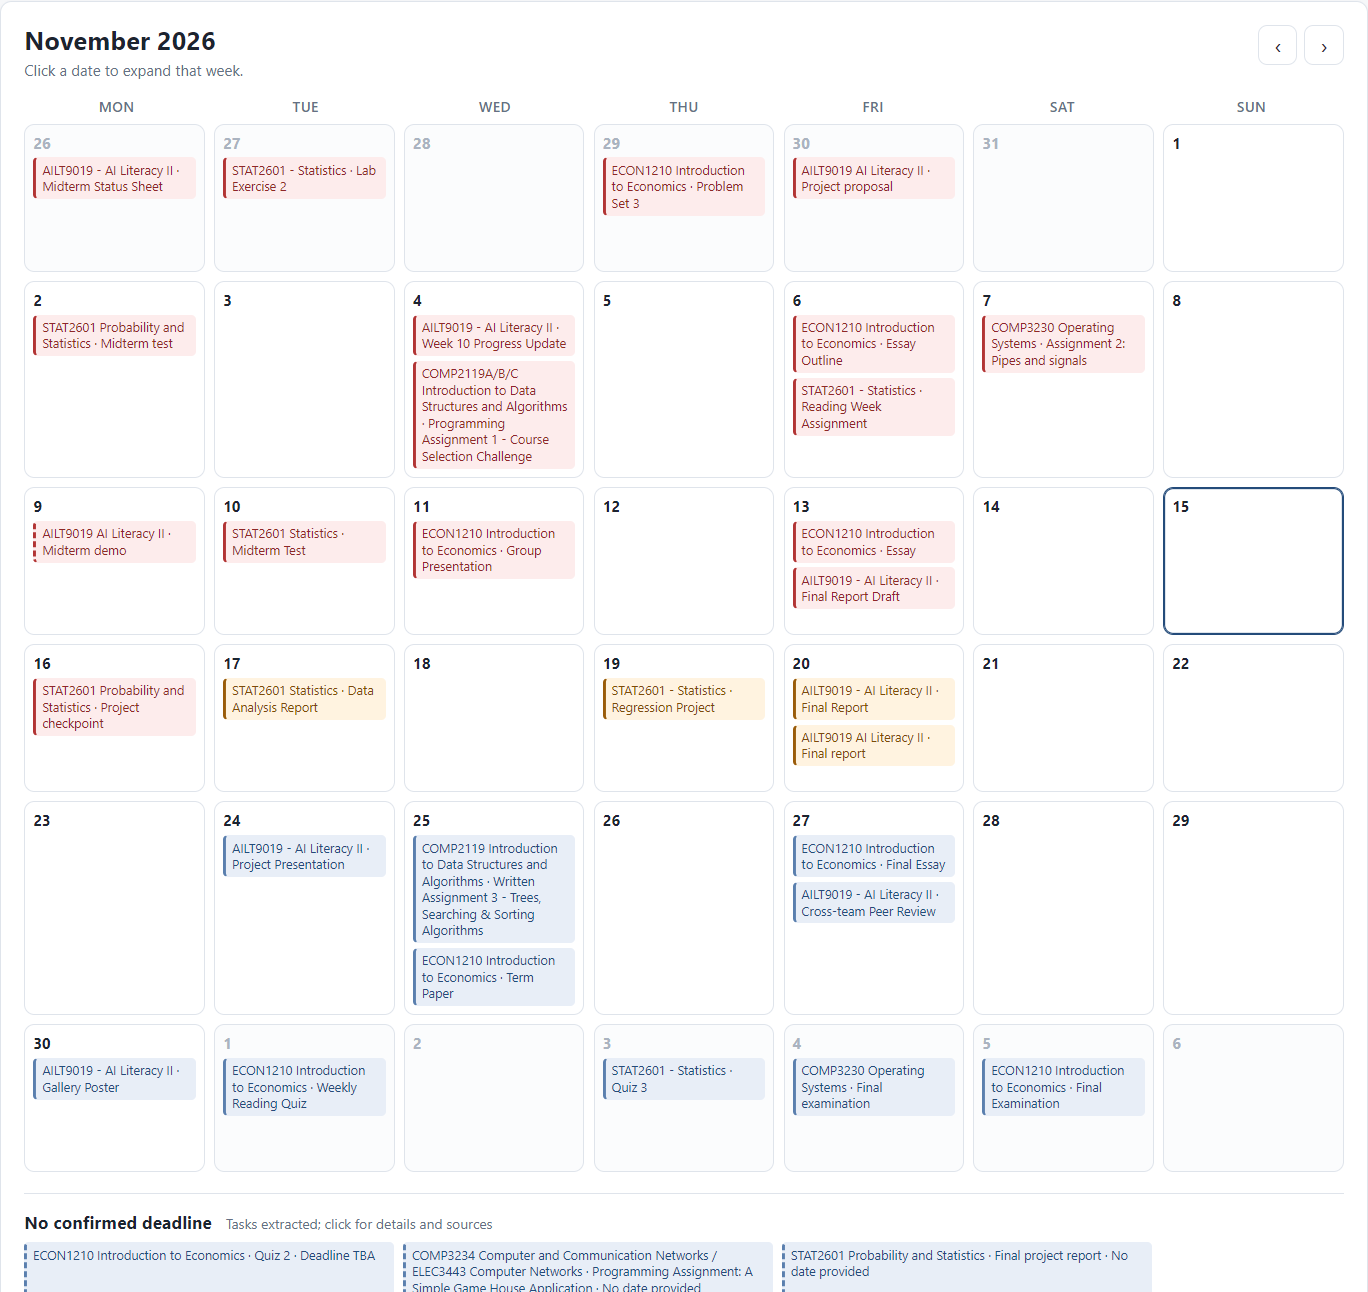 November 2026
‹ ›
Click a date to expand that week.
MON TUE WED THU FRI SAT SUN
26
AILT9019 - AI Literacy II ·
Midterm Status Sheet
27
STAT2601 - Statistics · Lab
Exercise 2
28
29
ECON1210 Introduction
to Economics · Problem
Set 3
30
AILT9019 AI Literacy II ·
Project proposal
31
1
2
STAT2601 Probability and
Statistics · Midterm test
3
4
AILT9019 - AI Literacy II ·
Week 10 Progress Update
COMP2119A/B/C
Introduction to Data
Structures and Algorithms
· Programming
Assignment 1 - Course
Selection Challenge
5
6
ECON1210 Introduction
to Economics · Essay
Outline
STAT2601 - Statistics ·
Reading Week
Assignment
7
COMP3230 Operating
Systems · Assignment 2:
Pipes and signals
8
9
AILT9019 AI Literacy II ·
Midterm demo
10
STAT2601 Statistics ·
Midterm Test
11
ECON1210 Introduction
to Economics · Group
Presentation
12
13
ECON1210 Introduction
to Economics · Essay
AILT9019 - AI Literacy II ·
Final Report Draft
14
15
16
STAT2601 Probability and
Statistics · Project
checkpoint
17
STAT2601 Statistics · Data
Analysis Report
18
19
STAT2601 - Statistics ·
Regression Project
20
AILT9019 - AI Literacy II ·
Final Report
AILT9019 AI Literacy II ·
Final report
21
22
23
24
AILT9019 - AI Literacy II ·
Project Presentation
25
COMP2119 Introduction
to Data Structures and
Algorithms · Written
Assignment 3 - Trees,
Searching & Sorting
Algorithms
ECON1210 Introduction
to Economics · Term
Paper
26
27
ECON1210 Introduction
to Economics · Final Essay
AILT9019 - AI Literacy II ·
Cross-team Peer Review
28
29
30
AILT9019 - AI Literacy II ·
Gallery Poster
1
ECON1210 Introduction
to Economics · Weekly
Reading Quiz
2
3
STAT2601 - Statistics ·
Quiz 3
4
COMP3230 Operating
Systems · Final
examination
5
ECON1210 Introduction
to Economics · Final
Examination
6
No confirmed deadline Tasks extracted; click for details and sources
ECON1210 Introduction to Economics · Quiz 2 · Deadline TBA
COMP3234 Computer and Communication Networks /
ELEC3443 Computer Networks · Programming Assignment: A
Simple Game House Application · No date provided
STAT2601 Probability and Statistics · Final project report · No
date provided